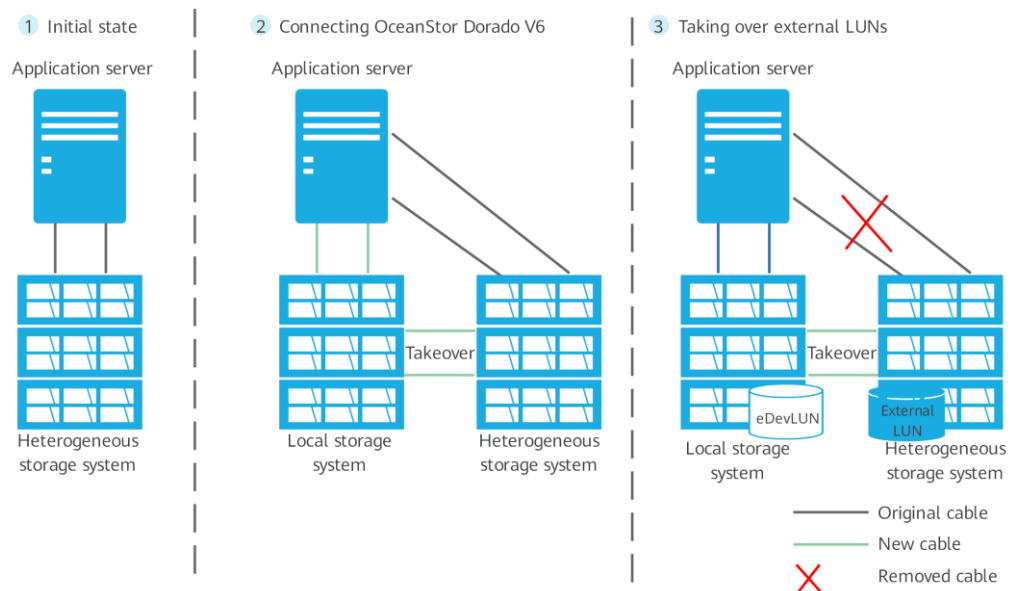 1 Initial state
Application server
Heterogeneous
storage system
2 Connecting OceanStor Dorado V6
Application server
Takeover
Local storage
system
Heterogeneous
storage system
3 Taking over external LUNs
Application server
Takeover
eDevLUN
External
LUN
Local storage
system
Heterogeneous
storage system
Original cable
New cable
Removed cable